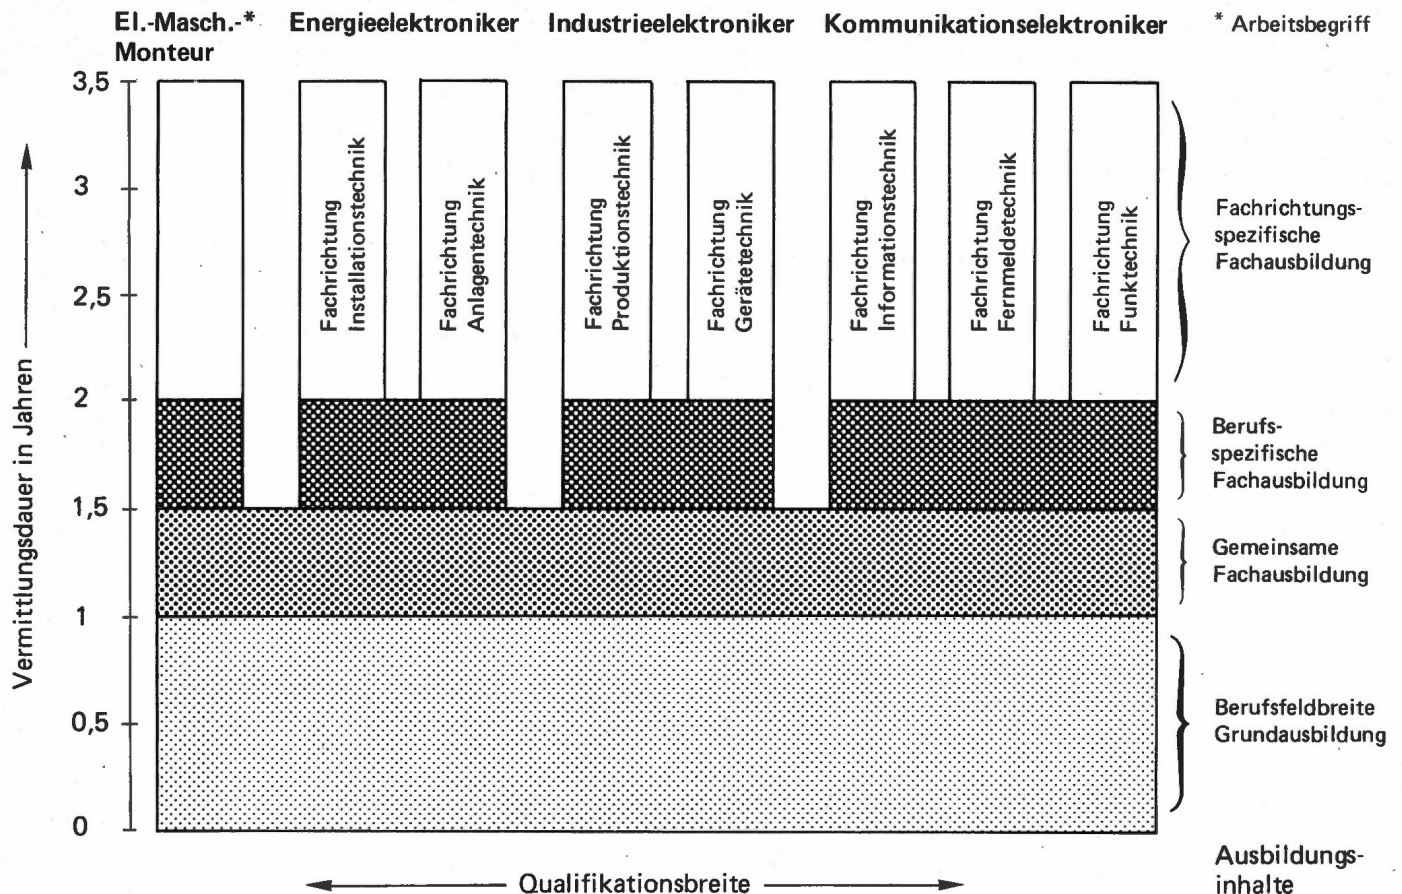 El.-Masch.-*
Monteur
Energieelektroniker
Industrieelektroniker
Kommunikationselektroniker
* Arbeitsbegriff
3,5
3
2,5
2
1,5
1
0,5
0
Vermittlungsdauer in Jahren
Fachrichtung
Installationstechnik
Fachrichtung
Anlagentechnik
Fachrichtung
Produktionstechnik
Fachrichtung
Gerätetechnik
Fachrichtung
Informationstechnik
Fachrichtung
Fernmeldetechnik
Fachrichtung
Funktechnik
Fachrichtungs-
spezifische
Fachausbildung
Berufs-
spezifische
Fachausbildung
Gemeinsame
Fachausbildung
Berufsfeldbreite
Grundausbildung
Qualifikationsbreite
Ausbildungs-
inhalte